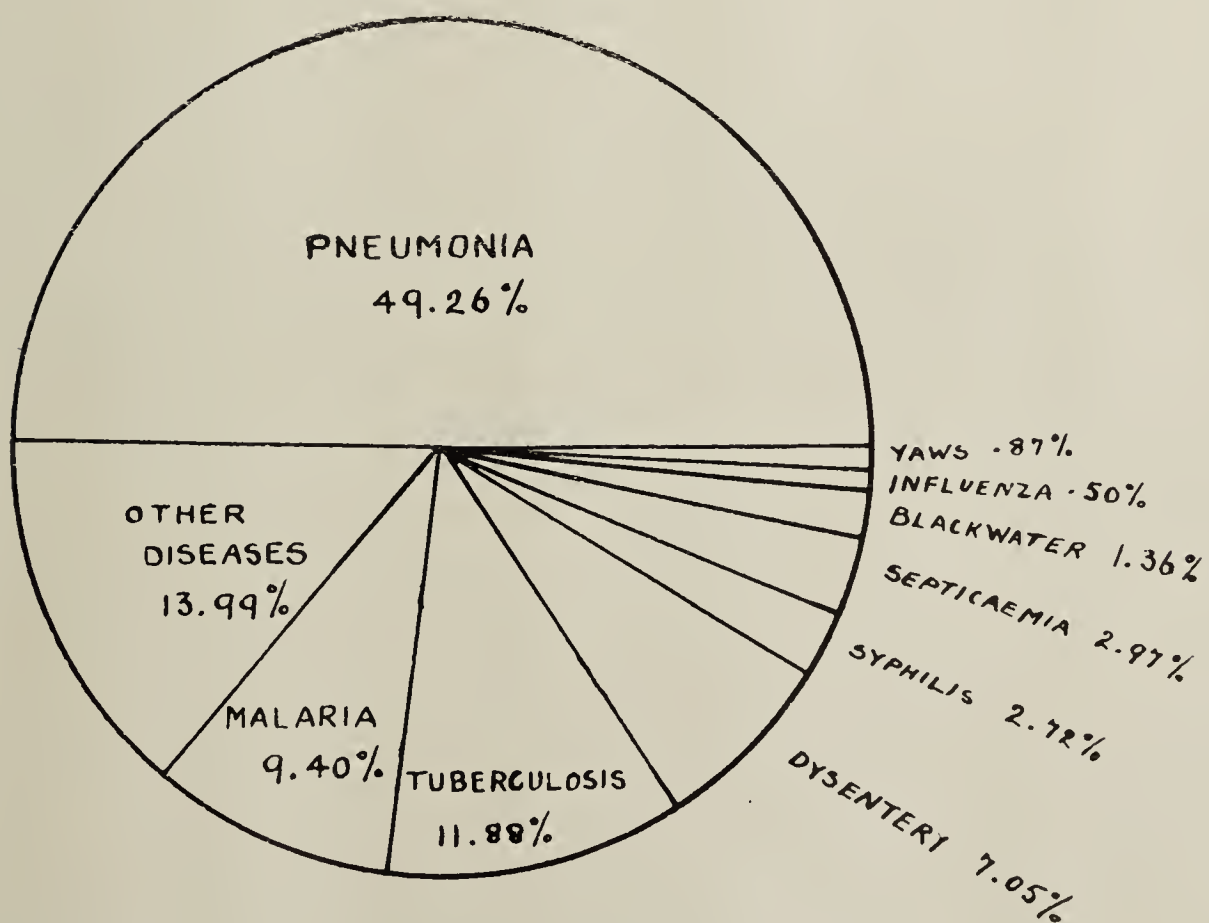 PNEUMONIA
49.26%
YAWS .87%
INFLUENZA .50%
BLACKWATER 1.36%
SEPTICAEMIA 2.97%
SYPHILIS 2.72%
DYSENTERY 7.05%
TUBERCULOSIS
11.88%
MALARIA
9.40%
OTHER
DISEASES
13.99%